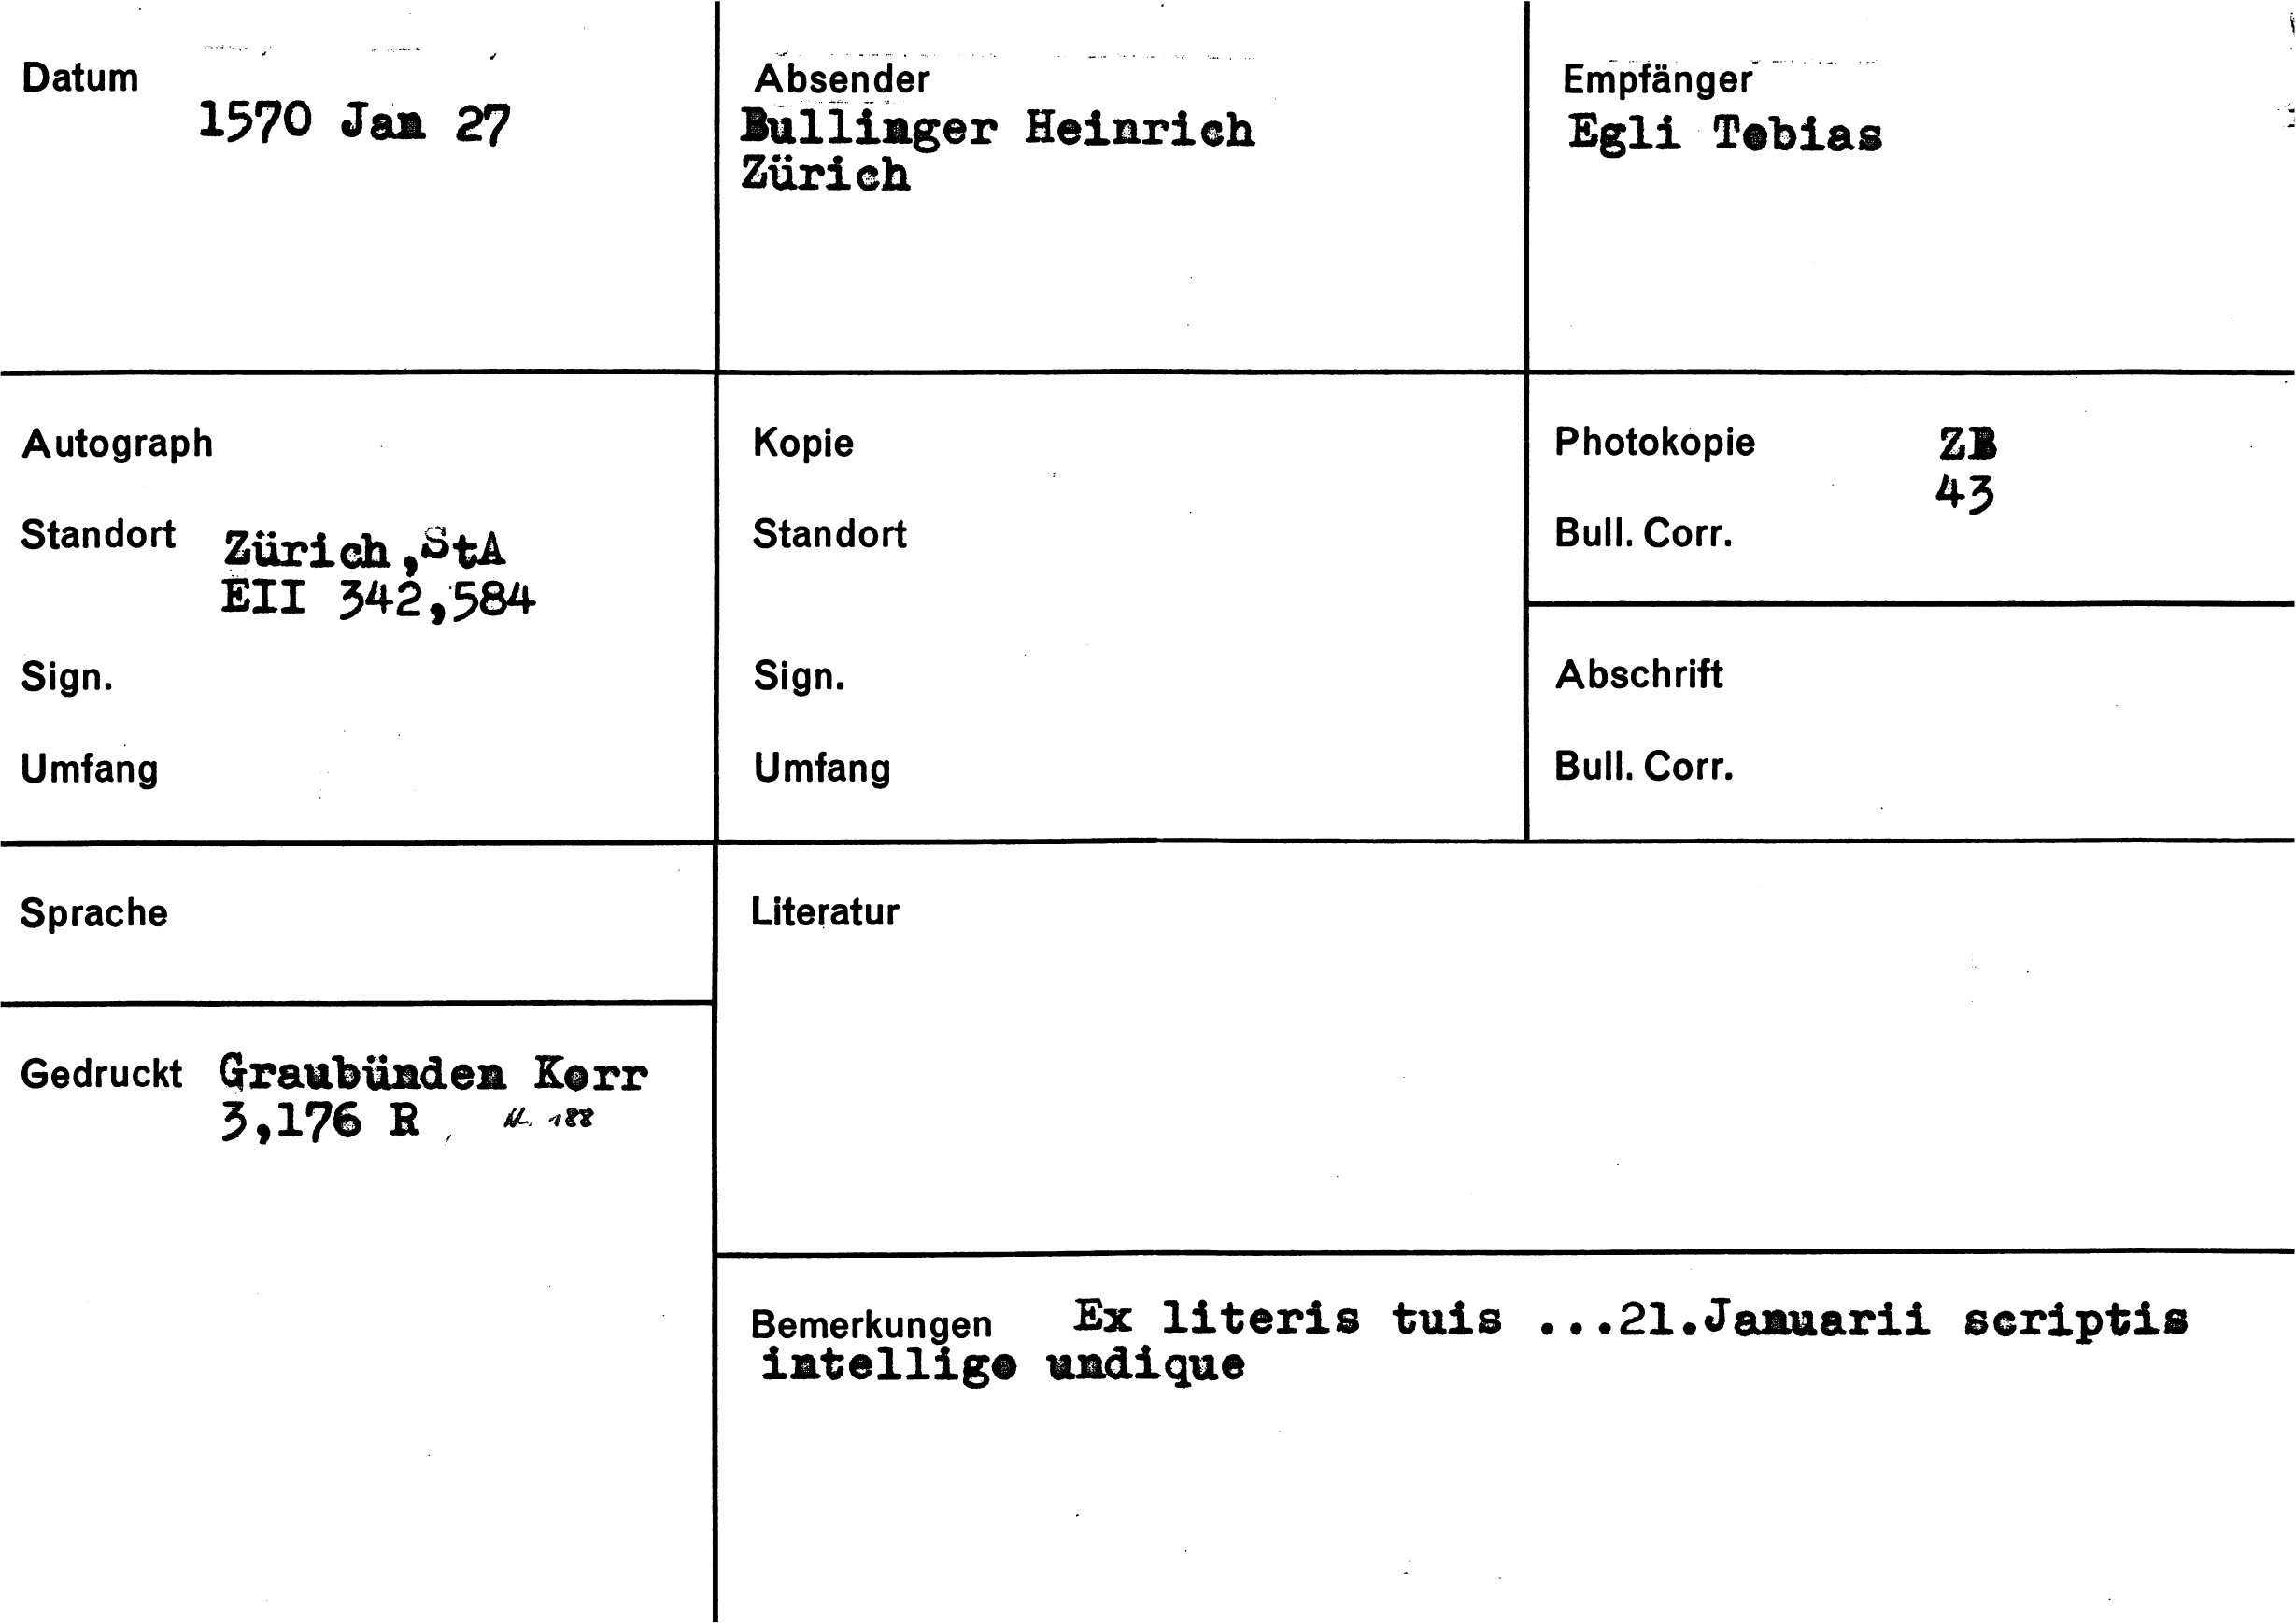 Datum
1570 Jan 27
Absender
Bullinger Heinrich
Zürich
Empfänger
Egli Tobias
Autograph
Standort Zürich,StA
EII 342,584
Sign.
Umfang
Kopie
Standort
Sign.
Umfang
Photokopie ZB
43
Bull. Corr.
Abschrift
Bull. Corr.
Sprache
Gedruckt Graubünden Korr
3,176 R N. 188
Literatur
Bemerkungen Ex literis tuis ...21.Januarii scriptis
intelligo undique